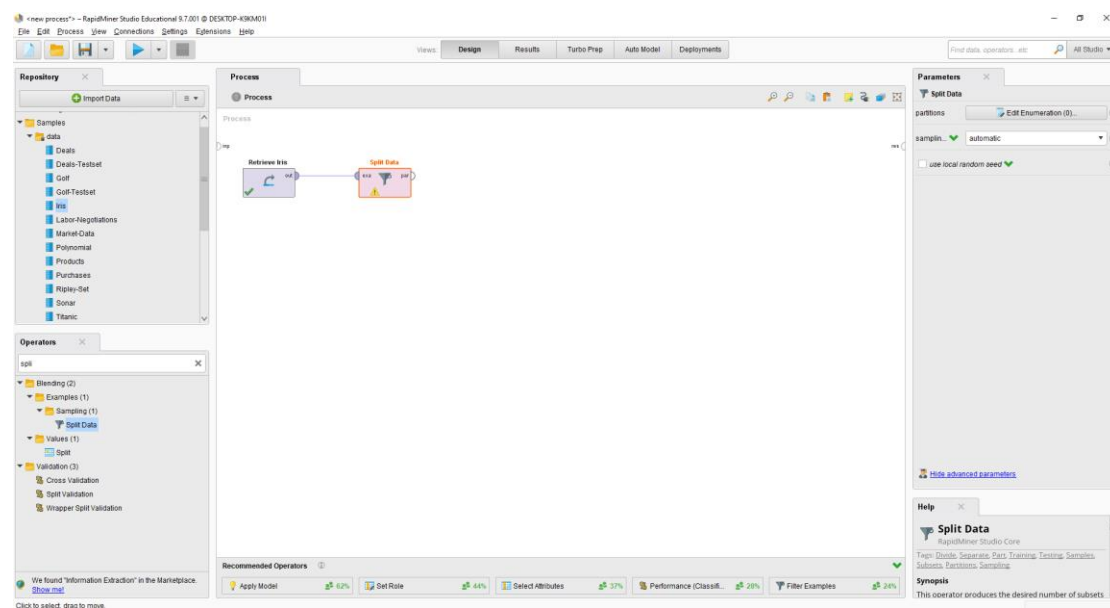 <new process*> – RapidMiner Studio Educational 9.7.001 @ DESKTOP-K9KM01I
File Edit Process View Connections Settings Extensions Help
Views: Design Results Turbo Prep Auto Model Deployments
Find data, operators...etc
All Studio
Repository
Import Data
Samples
data
Deals
Deals-Testset
Golf
Golf-Testset
Iris
Labor-Negotiations
Market-Data
Polynomial
Products
Purchases
Ripley-Set
Sonar
Titanic
Operators
spli
Blending (2)
Examples (1)
Sampling (1)
Split Data
Values (1)
Split
Validation (3)
Cross Validation
Split Validation
Wrapper Split Validation
We found "Information Extraction" in the Marketplace.
Show me!
Click to select, drag to move.
Process
Process
Process
inp
res
Retrieve Iris
out
Split Data
exa
par
Recommended Operators
Apply Model 62%
Set Role 44%
Select Attributes 37%
Performance (Classifi... 28%
Filter Examples 24%
Parameters
Split Data
partitions
Edit Enumeration (0)...
samplin...
automatic
use local random seed
Hide advanced parameters
Help
Split Data
RapidMiner Studio Core
Tags: Divide, Separate, Part, Training, Testing, Samples,
Subsets, Partitions, Sampling
Synopsis
This operator produces the desired number of subsets